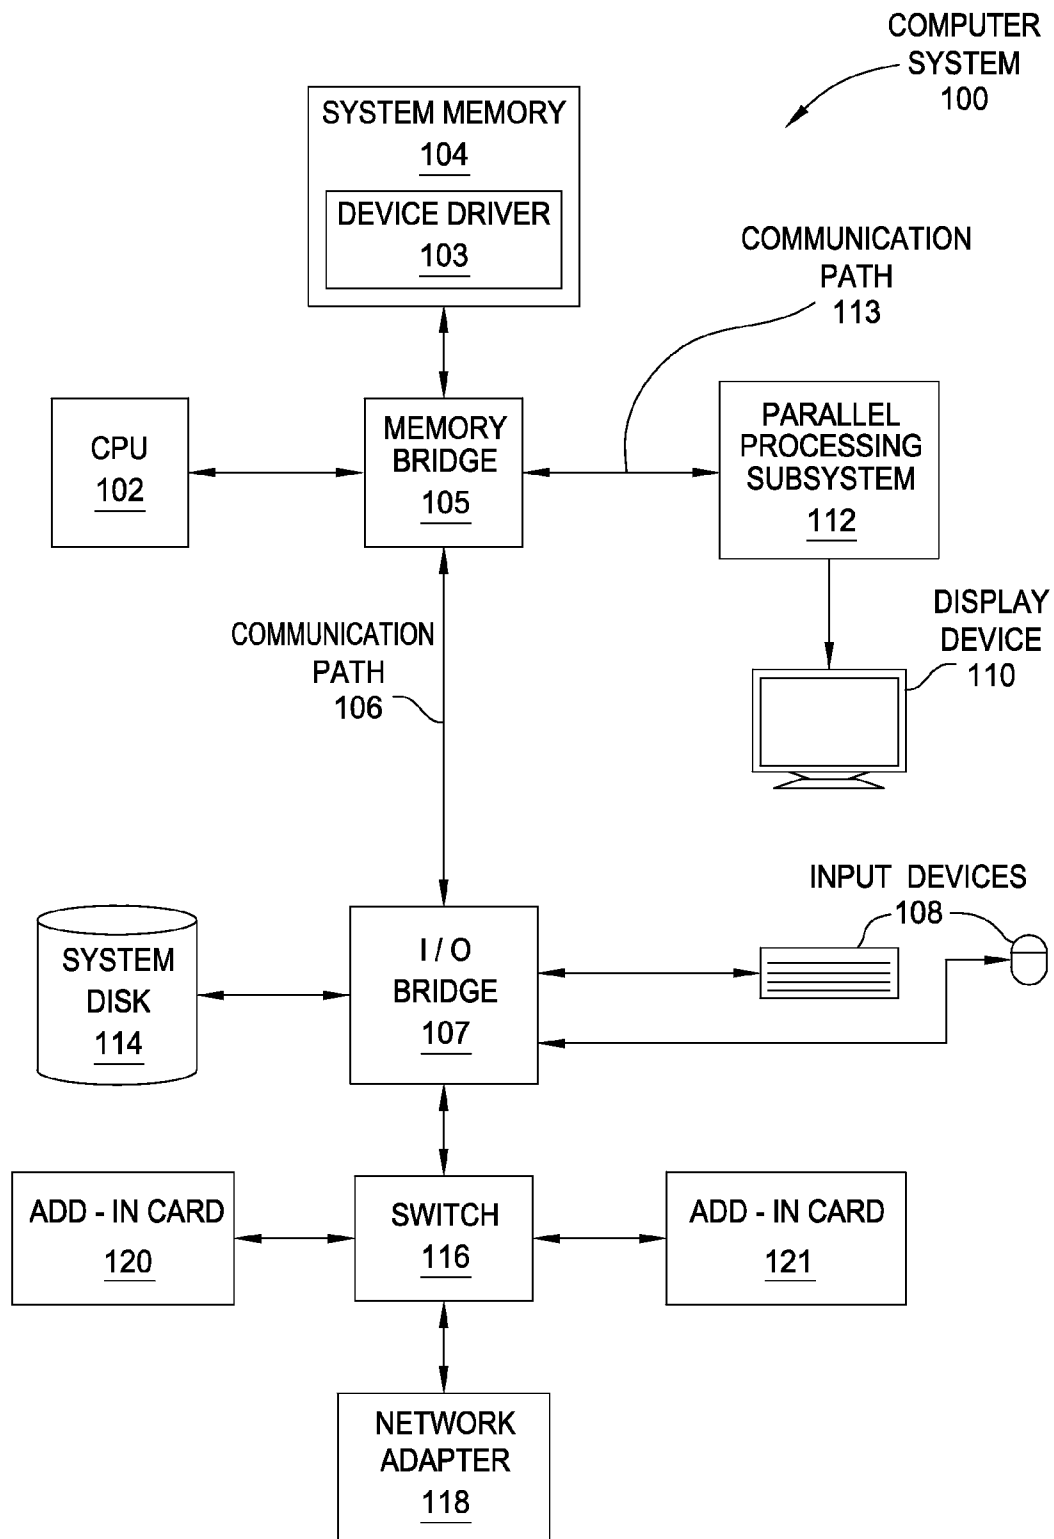 COMPUTER
SYSTEM
100
SYSTEM MEMORY
104
DEVICE DRIVER
103
COMMUNICATION
PATH
113
CPU
102
MEMORY
BRIDGE
105
PARALLEL
PROCESSING
SUBSYSTEM
112
DISPLAY
DEVICE
110
COMMUNICATION
PATH
106
INPUT DEVICES
108
SYSTEM
DISK
114
I / O
BRIDGE
107
ADD - IN CARD
120
SWITCH
116
ADD - IN CARD
121
NETWORK
ADAPTER
118